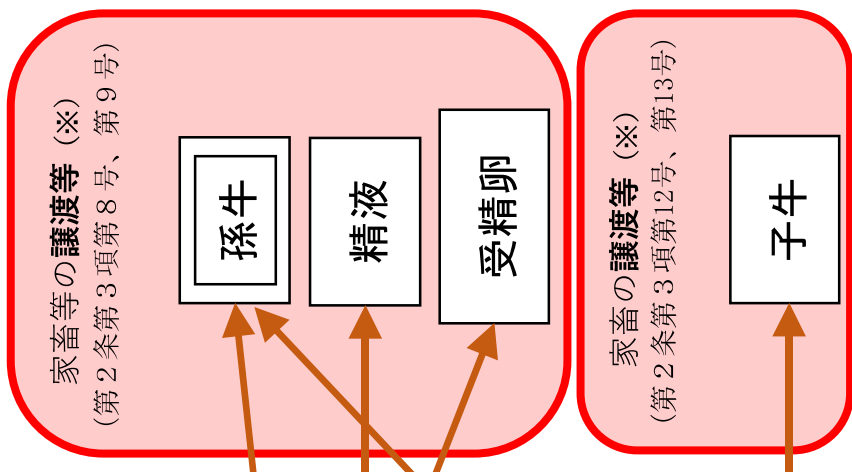 家畜等の譲渡等（※）
（第２条第３項第８号、第９号）
孫牛
精液
受精卵
家畜の譲渡等（※）
（第２条第３項第12号、第13号）
子牛